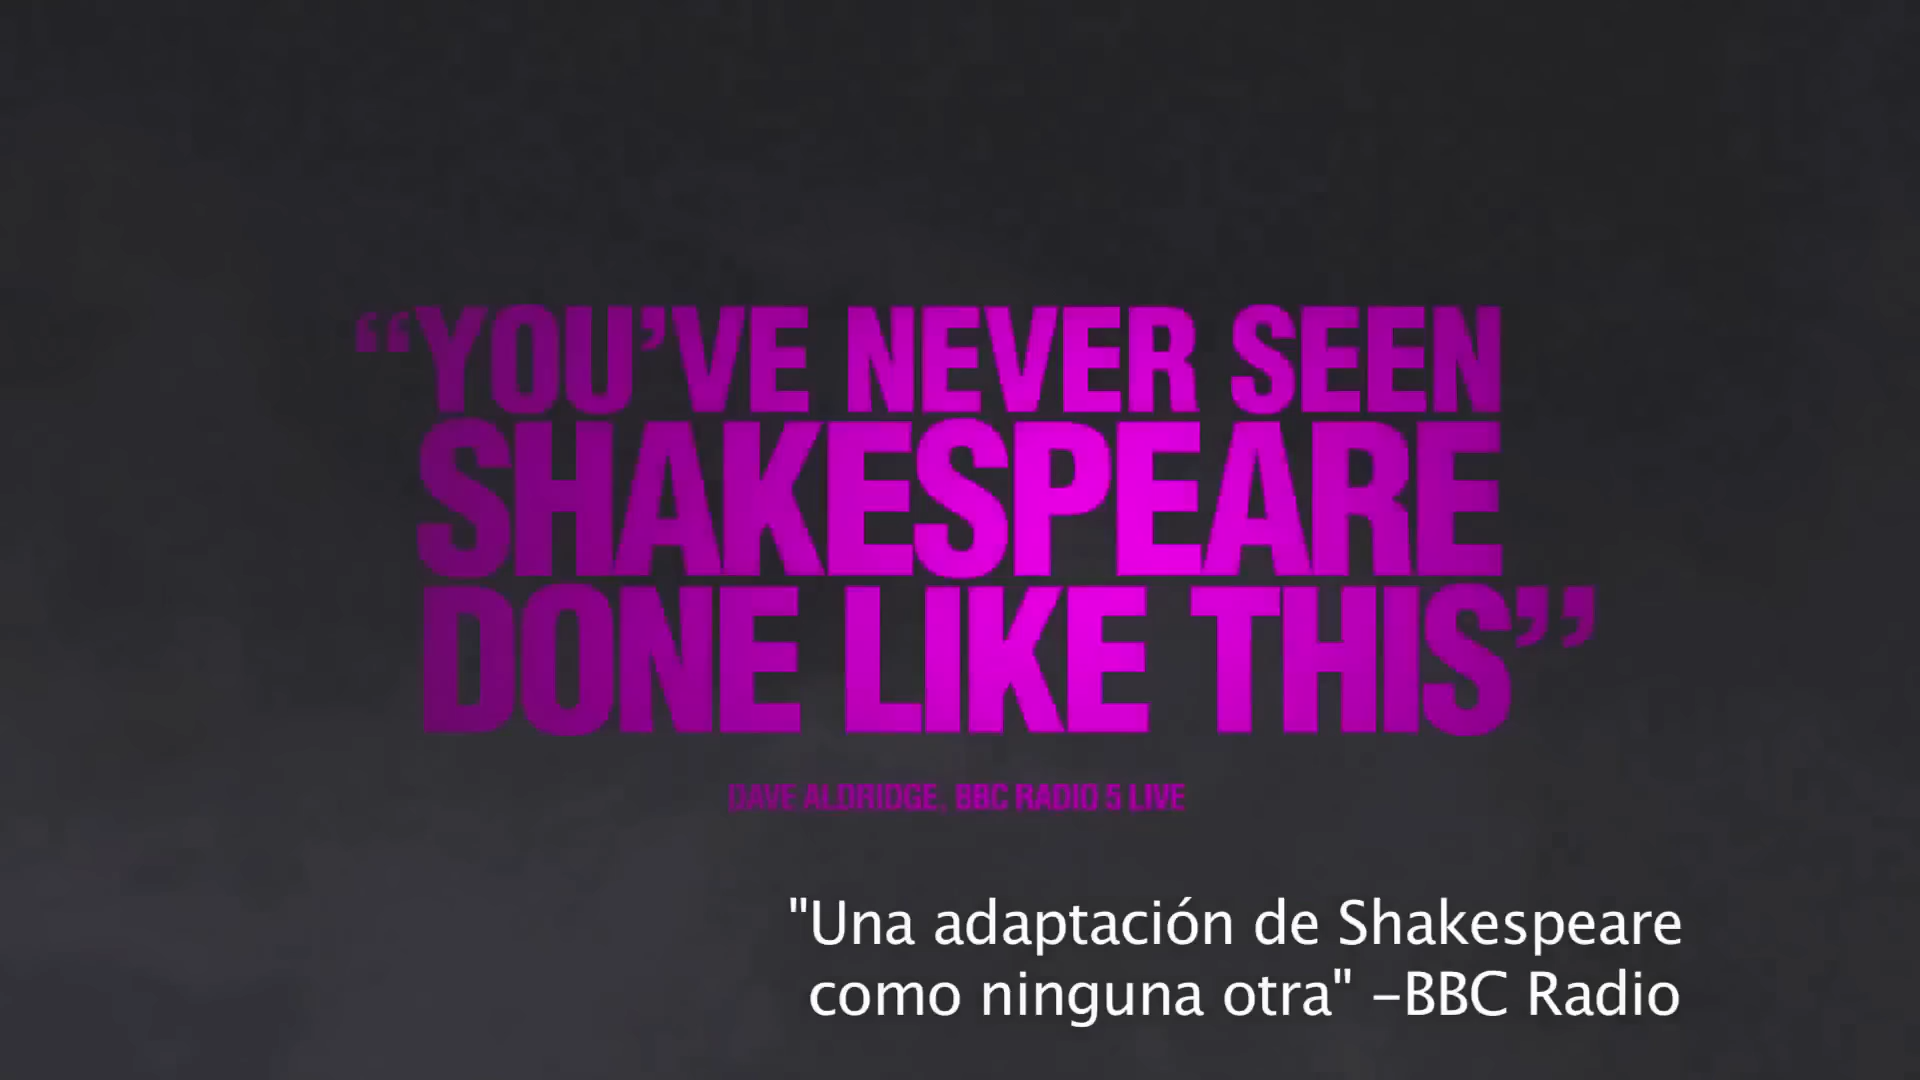 “YOU’VE NEVER SEEN
SHAKESPEARE
DONE LIKE THIS”
DAVE ALDRIDGE, BBC RADIO 5 LIVE
"Una adaptación de Shakespeare
como ninguna otra" –BBC Radio